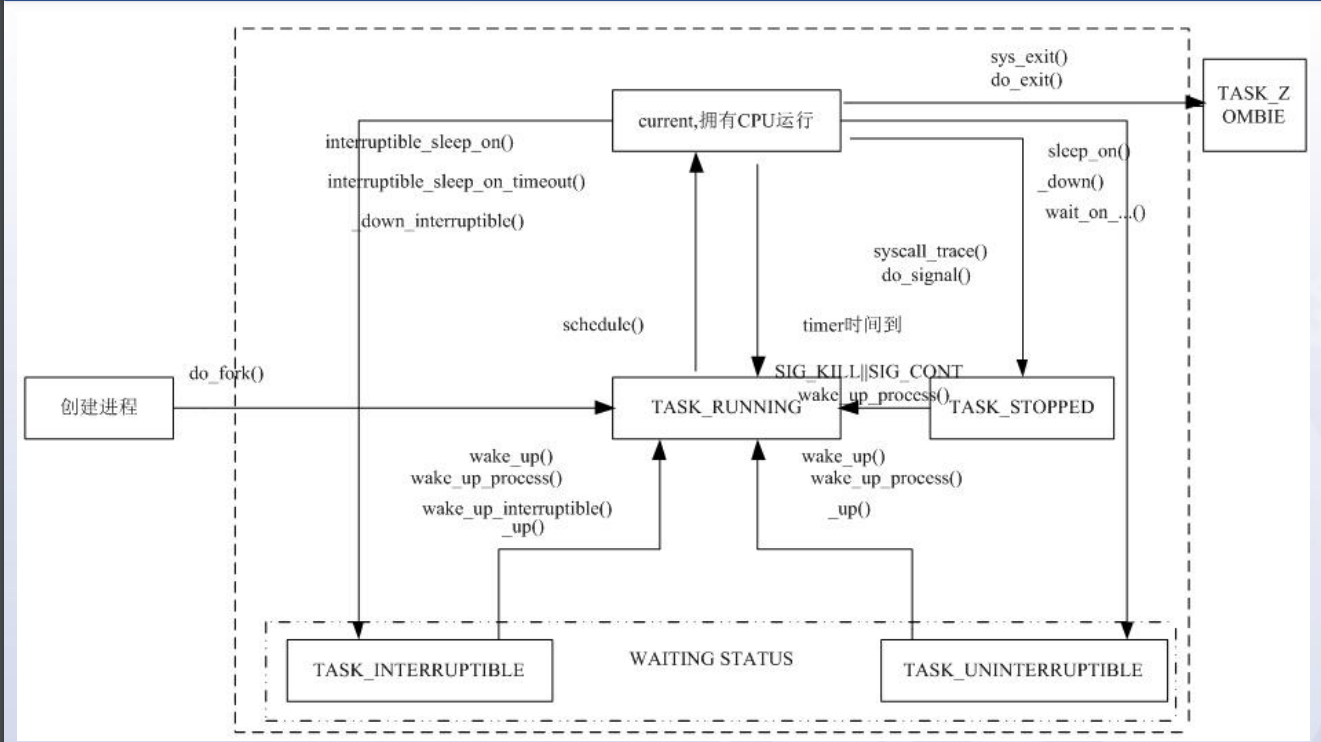 sys_exit()
do_exit()
TASK_Z
OMBIE
current,拥有CPU运行
interruptible_sleep_on()
interruptible_sleep_on_timeout()
_down_interruptible()
sleep_on()
_down()
wait_on_...()
syscall_trace()
do_signal()
schedule()
timer时间到
do_fork()
创建进程
TASK_RUNNING
SIG_KILL||SIG_CONT
wake_up_process()
TASK_STOPPED
wake_up()
wake_up_process()
wake_up_interruptible()
_up()
wake_up()
wake_up_process()
_up()
WAITING STATUS
TASK_INTERRUPTIBLE
TASK_UNINTERRUPTIBLE